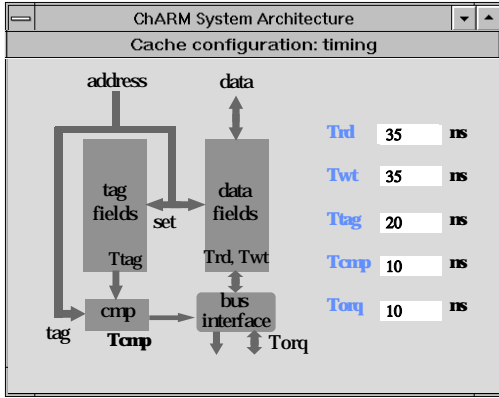 ChARM System Architecture
Cache configuration: timing
address
data
tag
fields
data
fields
set
Ttag
Trd, Twt
cmp
bus
interface
tag
Tcmp
Torq
Trd 35 ns
Twt 35 ns
Ttag 20 ns
Tcmp 10 ns
Torq 10 ns